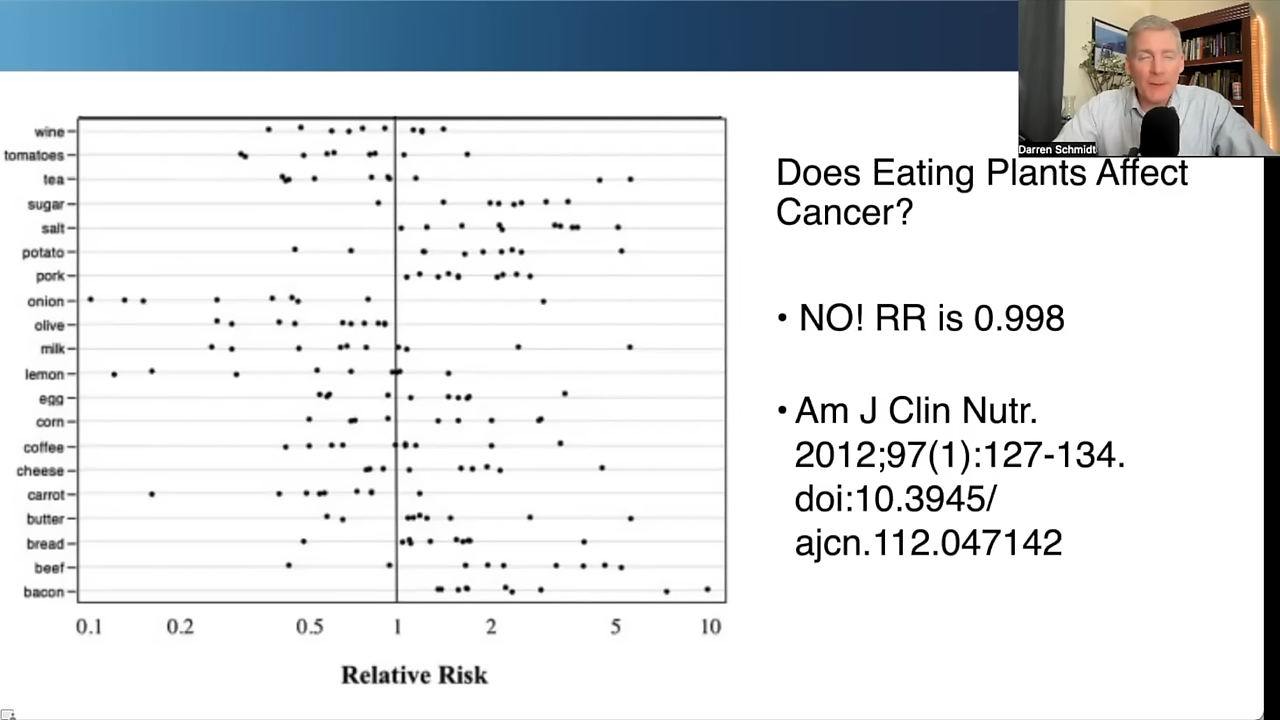 Darren Schmidt
Does Eating Plants Affect
Cancer?
• NO! RR is 0.998
• Am J Clin Nutr.
2012;97(1):127-134.
doi:10.3945/
ajcn.112.047142
wine
tomatoes
tea
sugar
salt
potato
pork
onion
olive
milk
lemon
egg
corn
coffee
cheese
carrot
butter
bread
beef
bacon
0.1 0.2 0.5 1 2 5 10
Relative Risk